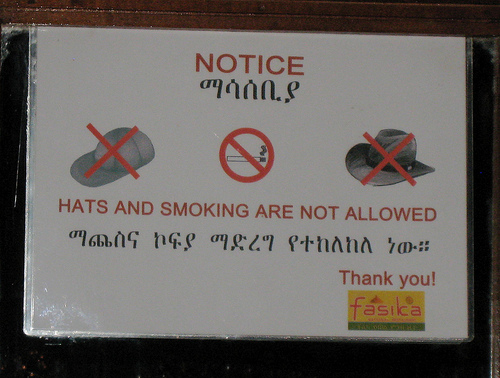 NOTICE
ማሳሰቢያ
HATS AND SMOKING ARE NOT ALLOWED
ማጨስና ኮፍያ ማድረግ የተከለከለ ነው።
Thank you!
fasika